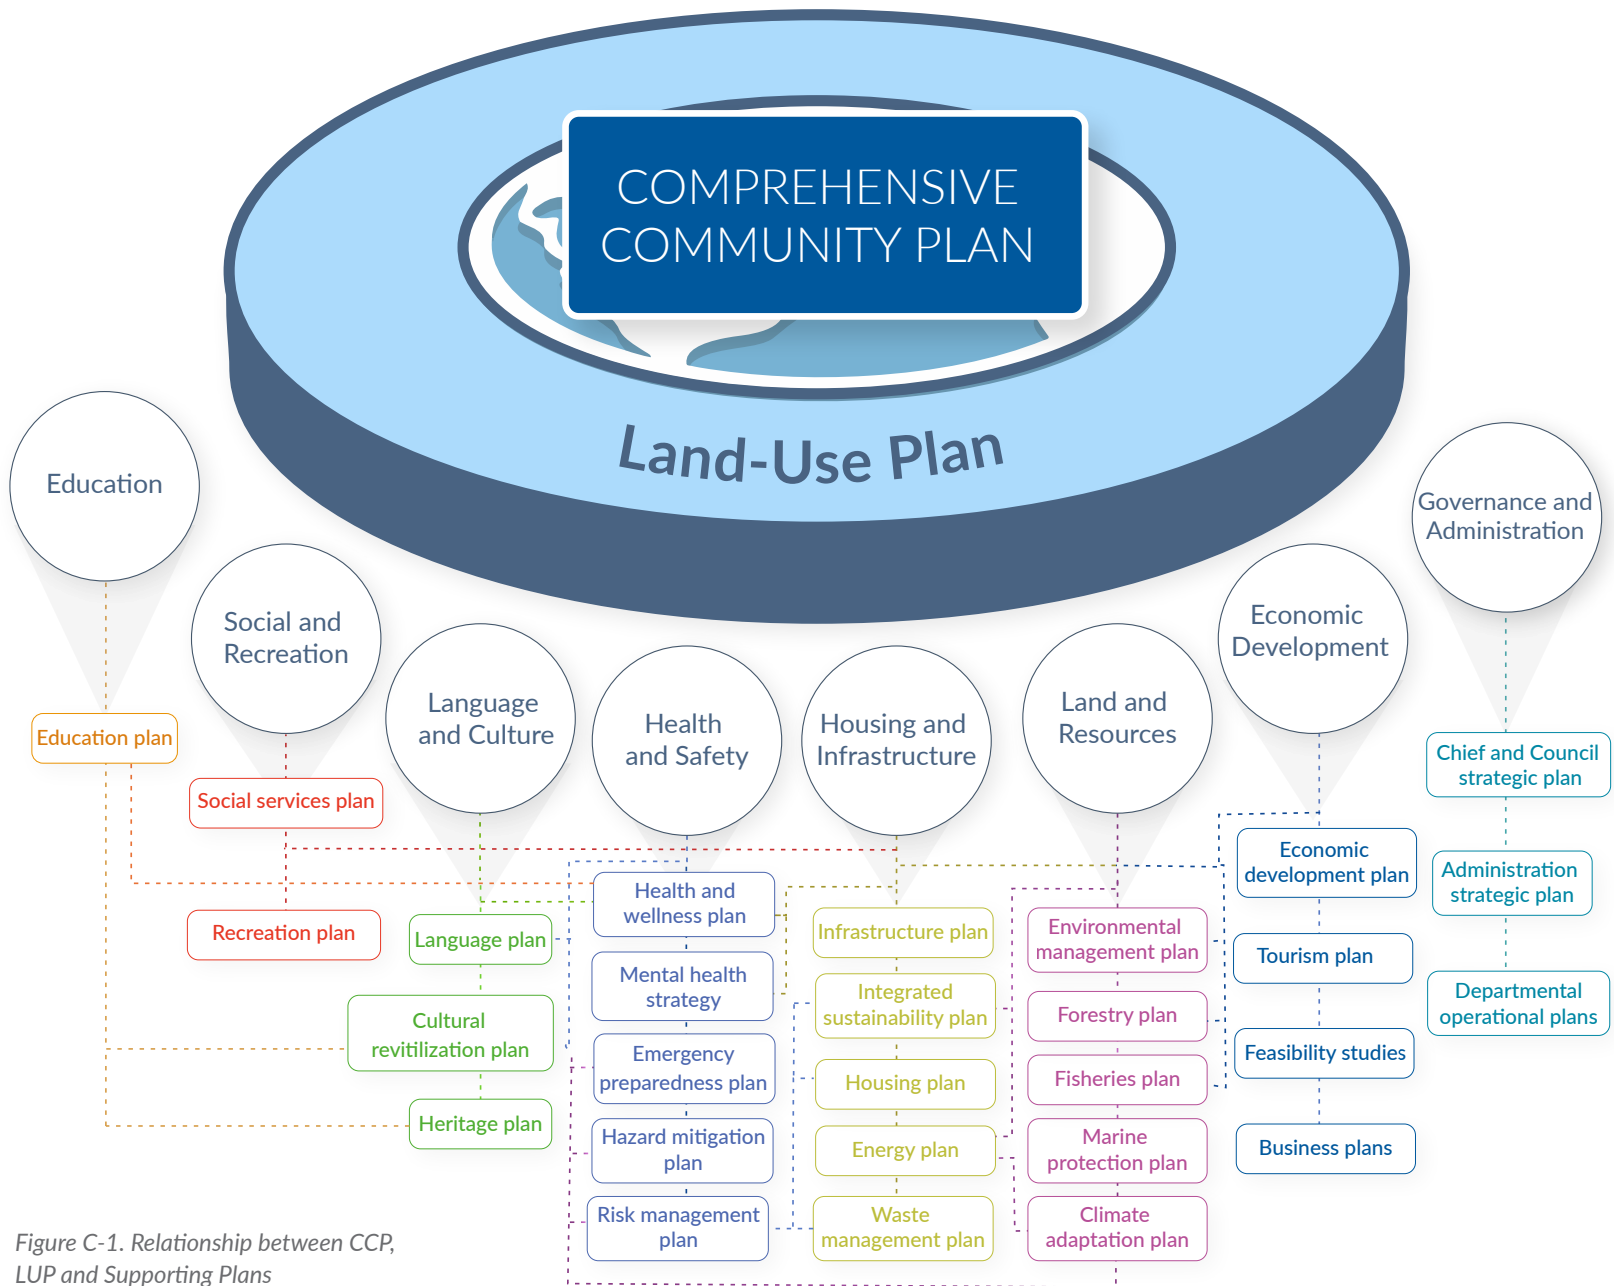 COMPREHENSIVE
COMMUNITY PLAN
Land-Use Plan
Education
Education plan
Social and
Recreation
Social services plan
Recreation plan
Language
and Culture
Language plan
Cultural
revitilization plan
Heritage plan
Health
and Safety
Health and
wellness plan
Mental health
strategy
Emergency
preparedness plan
Hazard mitigation
plan
Risk management
plan
Housing and
Infrastructure
Infrastructure plan
Integrated
sustainability plan
Housing plan
Energy plan
Waste
management plan
Land and
Resources
Environmental
management plan
Forestry plan
Fisheries plan
Marine
protection plan
Climate
adaptation plan
Economic
Development
Economic
development plan
Tourism plan
Feasibility studies
Business plans
Governance and
Administration
Chief and Council
strategic plan
Administration
strategic plan
Departmental
operational plans
Figure C-1. Relationship between CCP,
LUP and Supporting Plans